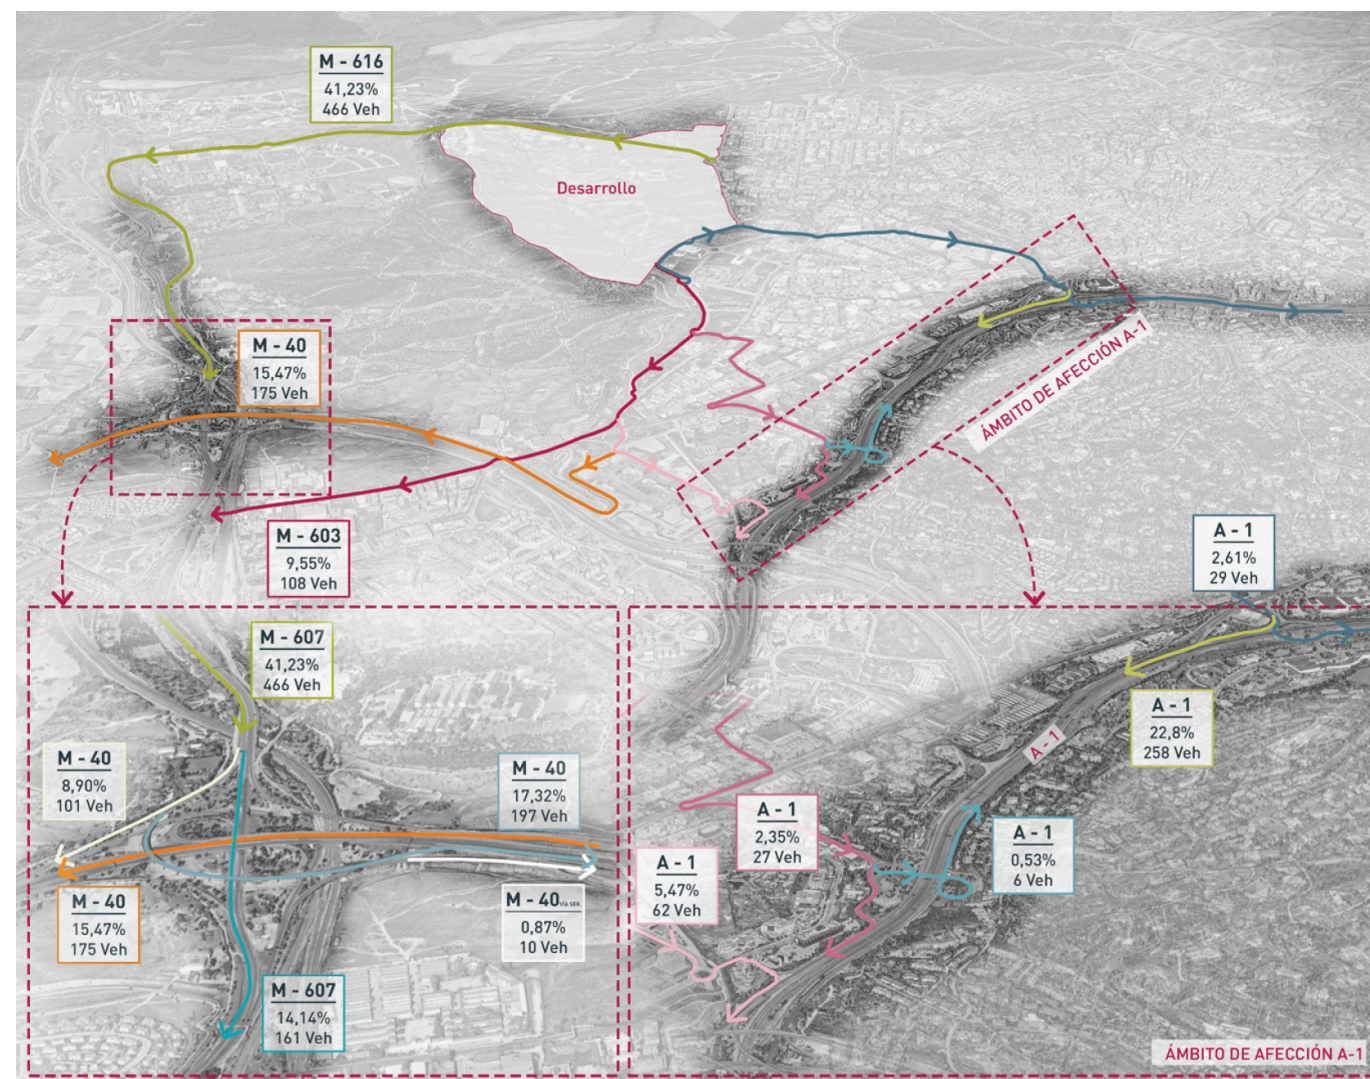 M - 616
41,23%
466 Veh
Desarrollo
M - 40
15,47%
175 Veh
ÁMBITO DE AFECCIÓN A-1
M - 603
9,55%
108 Veh
A - 1
2,61%
29 Veh
M - 607
41,23%
466 Veh
M - 40
8,90%
101 Veh
M - 40
17,32%
197 Veh
M - 40
15,47%
175 Veh
M - 40 VÍA SER.
0,87%
10 Veh
M - 607
14,14%
161 Veh
A - 1
22,8%
258 Veh
A - 1
A - 1
2,35%
27 Veh
A - 1
0,53%
6 Veh
A - 1
5,47%
62 Veh
ÁMBITO DE AFECCIÓN A-1